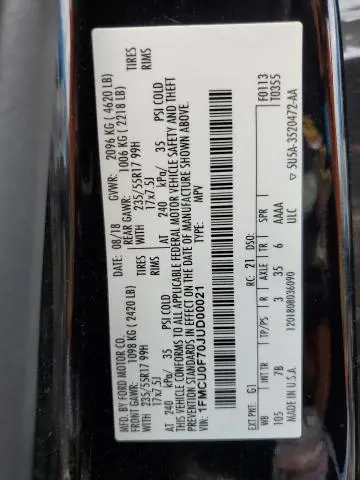 MFD. BY FORD MOTOR CO.
DATE: 08/18 GVWR: 2096 KG ( 4620 LB)
FRONT GAWR: 1098 KG ( 2420 LB) REAR GAWR: 1006 KG ( 2218 LB)
WITH TIRES WITH TIRES
235/55R17 99H 235/55R17 99H
17x7.5J RIMS 17x7.5J RIMS
AT 240 kPa/ 35 PSI COLD AT 240 kPa/ 35 PSI COLD
THIS VEHICLE CONFORMS TO ALL APPLICABLE FEDERAL MOTOR VEHICLE SAFETY AND THEFT
PREVENTION STANDARDS IN EFFECT ON THE DATE OF MANUFACTURE SHOWN ABOVE.
VIN: 1FMCU0F70JUD00021
TYPE: MPV
F0113
T0355
EXT PNT: G1 RC: 21 DSO:
WB INT TR TP/PS R AXLE TR SPR
105 7B 3 35 6 AAAA
MADE IN U.S.A. 1201808036090 ULC
5U5A-3520472-AA